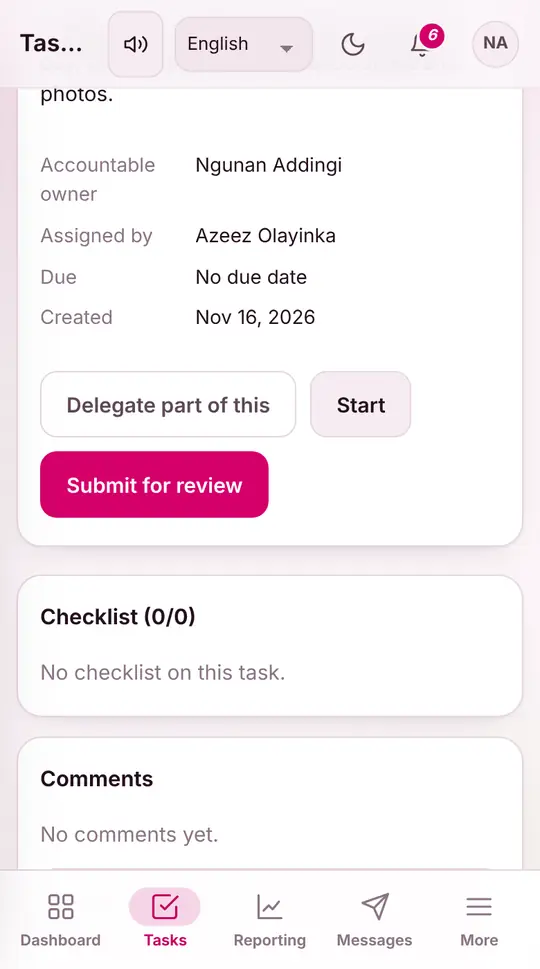 Tas...
English
6
NA
photos.
Accountable owner
Ngunan Addingi
Assigned by
Azeez Olayinka
Due
No due date
Created
Nov 16, 2026
Delegate part of this
Start
Submit for review
Checklist (0/0)
No checklist on this task.
Comments
No comments yet.
Dashboard
Tasks
Reporting
Messages
More